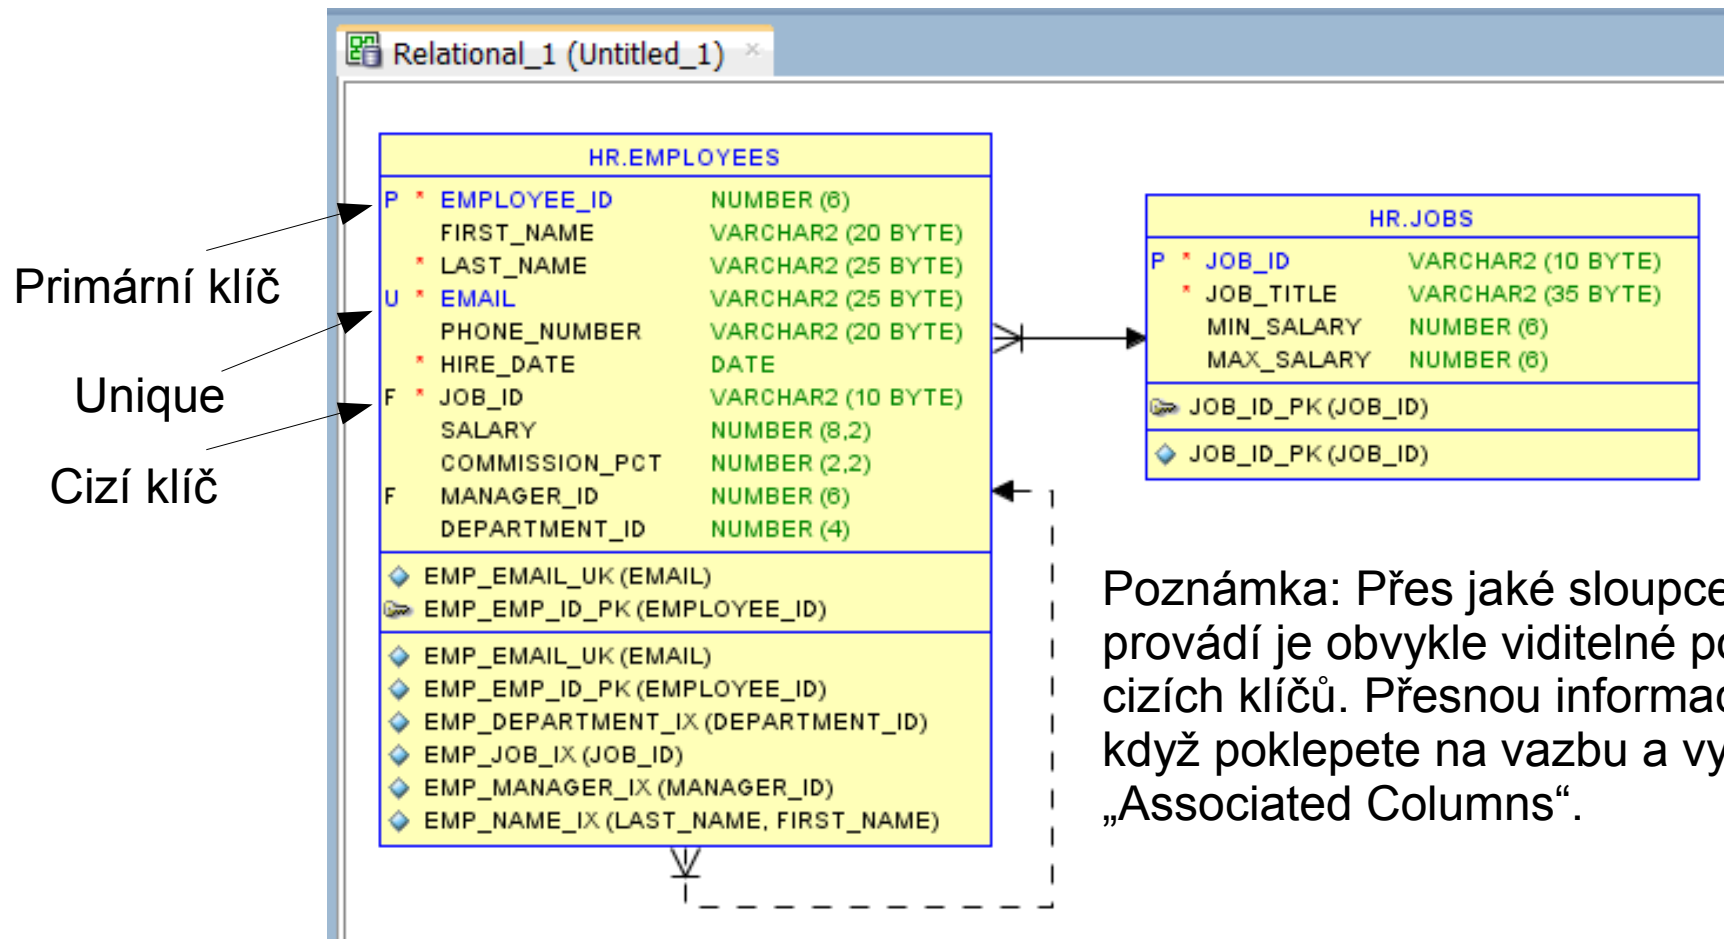 Relational_1 (Untitled_1)
HR.EMPLOYEES
P * EMPLOYEE_ID NUMBER (6)
FIRST_NAME VARCHAR2 (20 BYTE)
* LAST_NAME VARCHAR2 (25 BYTE)
U * EMAIL VARCHAR2 (25 BYTE)
PHONE_NUMBER VARCHAR2 (20 BYTE)
* HIRE_DATE DATE
F * JOB_ID VARCHAR2 (10 BYTE)
SALARY NUMBER (8,2)
COMMISSION_PCT NUMBER (2,2)
F MANAGER_ID NUMBER (6)
DEPARTMENT_ID NUMBER (4)
EMP_EMAIL_UK (EMAIL)
EMP_EMP_ID_PK (EMPLOYEE_ID)
EMP_EMAIL_UK (EMAIL)
EMP_EMP_ID_PK (EMPLOYEE_ID)
EMP_DEPARTMENT_IX (DEPARTMENT_ID)
EMP_JOB_IX (JOB_ID)
EMP_MANAGER_IX (MANAGER_ID)
EMP_NAME_IX (LAST_NAME, FIRST_NAME)
Primární klíč
Unique
Cizí klíč
HR.JOBS
P * JOB_ID VARCHAR2 (10 BYTE)
* JOB_TITLE VARCHAR2 (35 BYTE)
MIN_SALARY NUMBER (6)
MAX_SALARY NUMBER (6)
JOB_ID_PK (JOB_ID)
JOB_ID_PK (JOB_ID)
Poznámka: Přes jaké sloupce
provádí je obvykle viditelné
cizích klíčů. Přesnou
když poklepete na vazbu a
„Associated Columns“.